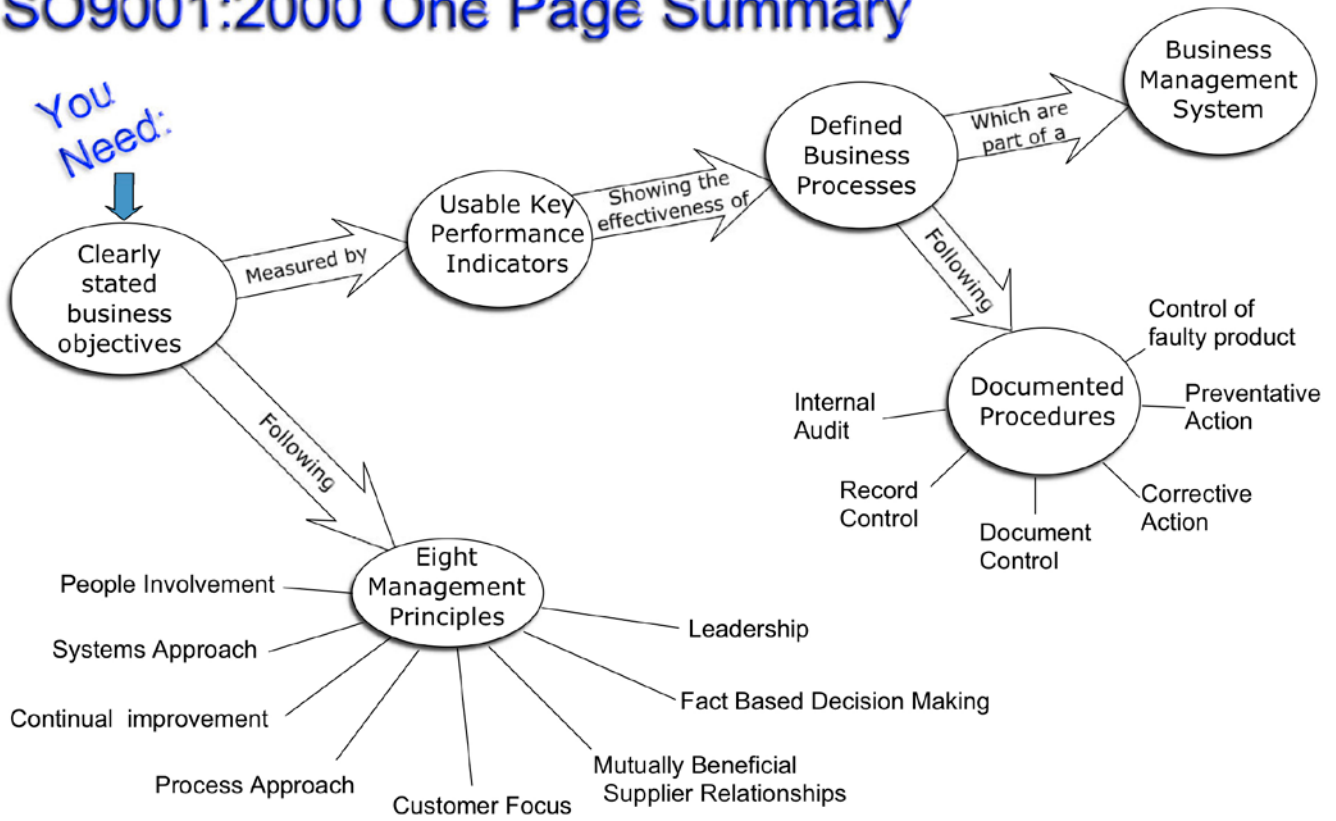 SO9001:2000 One Page Summary
You
Need:
Clearly
stated
business
objectives
Measured by
Usable Key
Performance
Indicators
Showing the
effectiveness of
Defined
Business
Processes
Which are
part of a
Business
Management
System
Following
Documented
Procedures
Control of
faulty product
Preventative
Action
Corrective
Action
Document
Control
Record
Control
Internal
Audit
Following
Eight
Management
Principles
People Involvement
Systems Approach
Continual improvement
Process Approach
Customer Focus
Mutually Beneficial
Supplier Relationships
Fact Based Decision Making
Leadership